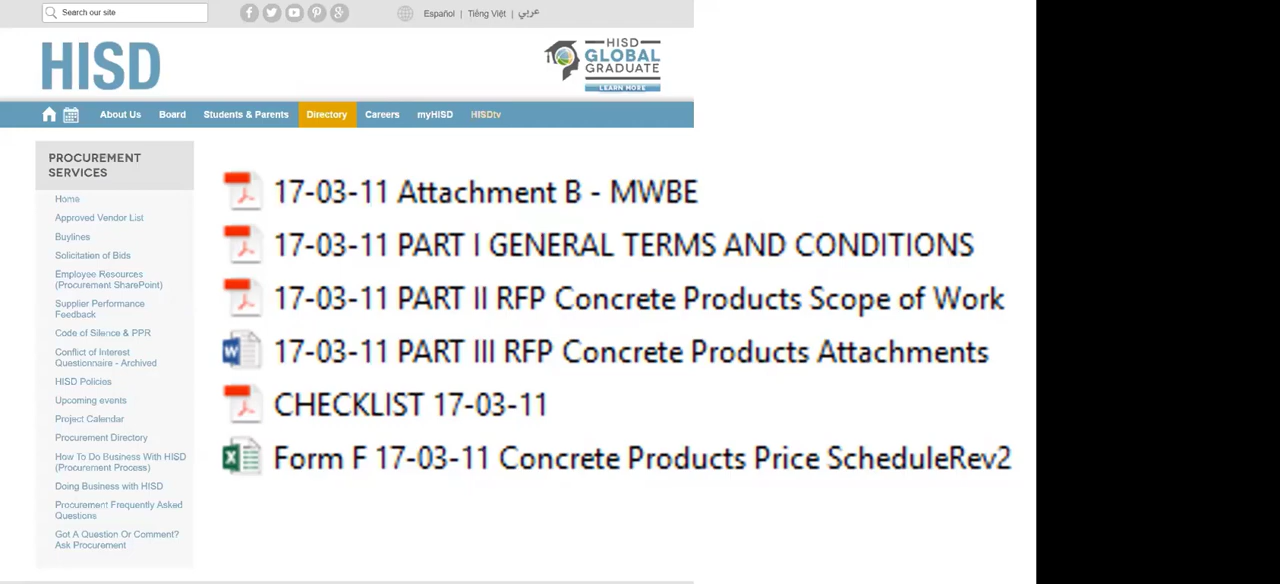 Search our site
Español | Tiếng Việt | عربي
HISD
HISD
GLOBAL
GRADUATE
LEARN MORE
About Us Board Students & Parents Directory Careers myHISD HISDtv
PROCUREMENT
SERVICES
Home
Approved Vendor List
Buylines
Solicitation of Bids
Employee Resources
(Procurement SharePoint)
Supplier Performance
Feedback
Code of Silence & PPR
Conflict of Interest
Questionnaire - Archived
HISD Policies
Upcoming events
Project Calendar
Procurement Directory
How To Do Business With HISD
(Procurement Process)
Doing Business with HISD
Procurement Frequently Asked
Questions
Got A Question Or Comment?
Ask Procurement
17-03-11 Attachment B - MWBE
17-03-11 PART I GENERAL TERMS AND CONDITIONS
17-03-11 PART II RFP Concrete Products Scope of Work
17-03-11 PART III RFP Concrete Products Attachments
CHECKLIST 17-03-11
Form F 17-03-11 Concrete Products Price ScheduleRev2